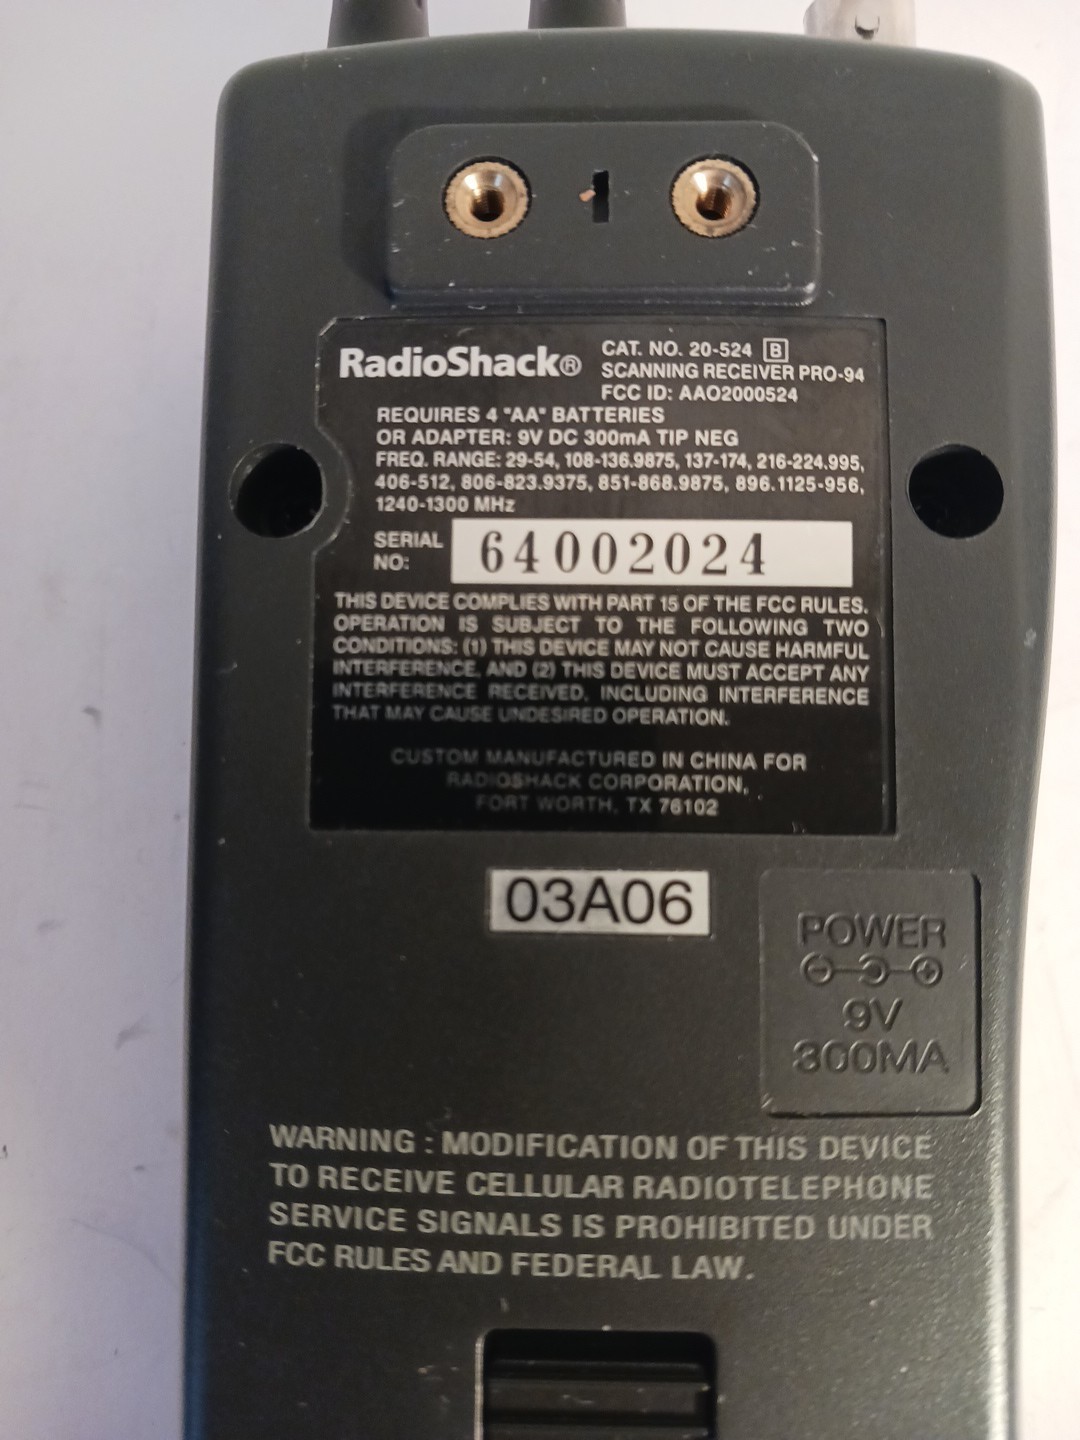 RadioShack®
CAT. NO. 20-524 B
SCANNING RECEIVER PRO-94
FCC ID: AAO2000524
REQUIRES 4 "AA" BATTERIES
OR ADAPTER: 9V DC 300mA TIP NEG
FREQ. RANGE: 29-54, 108-136.9875, 137-174, 216-224.995,
406-512, 806-823.9375, 851-868.9875, 896.1125-956,
1240-1300 MHz
SERIAL
NO:
64002024
THIS DEVICE COMPLIES WITH PART 15 OF THE FCC RULES.
OPERATION IS SUBJECT TO THE FOLLOWING TWO
CONDITIONS: (1) THIS DEVICE MAY NOT CAUSE HARMFUL
INTERFERENCE, AND (2) THIS DEVICE MUST ACCEPT ANY
INTERFERENCE RECEIVED, INCLUDING INTERFERENCE
THAT MAY CAUSE UNDESIRED OPERATION.
CUSTOM MANUFACTURED IN CHINA FOR
RADIOSHACK CORPORATION,
FORT WORTH, TX 76102
03A06
POWER
9V
300MA
WARNING : MODIFICATION OF THIS DEVICE
TO RECEIVE CELLULAR RADIOTELEPHONE
SERVICE SIGNALS IS PROHIBITED UNDER
FCC RULES AND FEDERAL LAW.